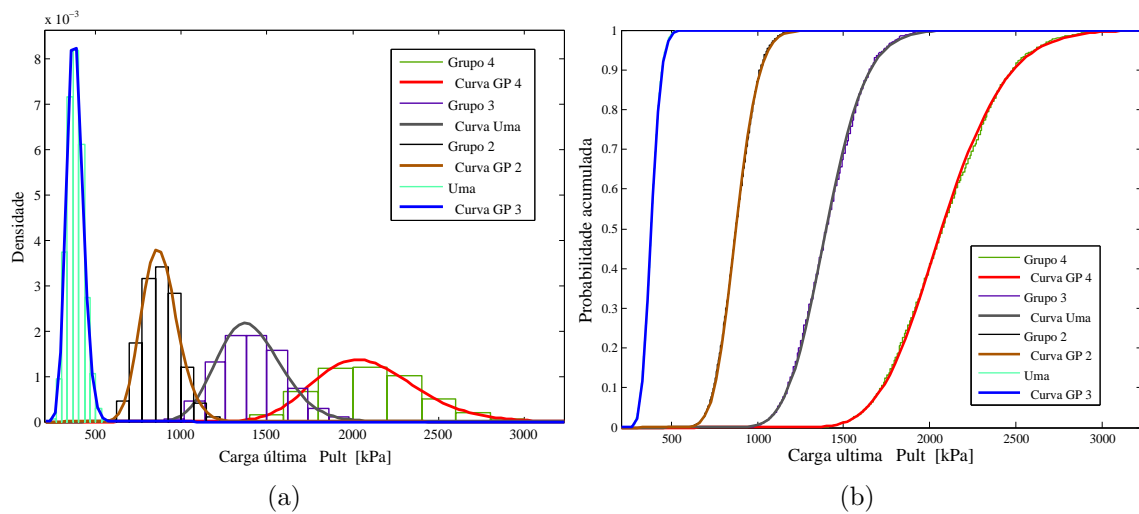 x 10⁻³
8
7
6
5
4
3
2
1
0
Densidade
500
1000
1500
2000
2500
3000
Carga última Pult [kPa]
Grupo 4
Curva GP 4
Grupo 3
Curva Uma
Grupo 2
Curva GP 2
Uma
Curva GP 3
(a)
1
0.9
0.8
0.7
0.6
0.5
0.4
0.3
0.2
0.1
0
Probabilidade acumulada
500
1000
1500
2000
2500
3000
Carga ultima Pult [kPa]
Grupo 4
Curva GP 4
Grupo 3
Curva Uma
Grupo 2
Curva GP 2
Uma
Curva GP 3
(b)